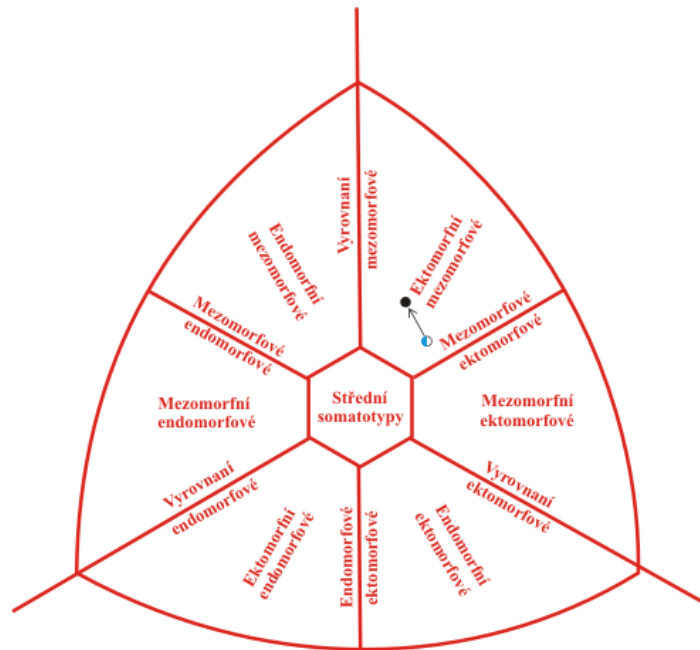 Vyrovnaní
mezomorfové
Endomorfní
mezomorfové
Ektomorfní
mezomorfové
Mezomorfové
endomorfové
Mezomorfové
ektomorfové
Mezomorfní
endomorfové
Střední
somatotypy
Mezomorfní
ektomorfové
Vyrovnaní
endomorfové
Vyrovnaní
ektomorfové
Ektomorfní
endomorfové
Endomorfové
ektomorfové
Endomorfní
ektomorfové